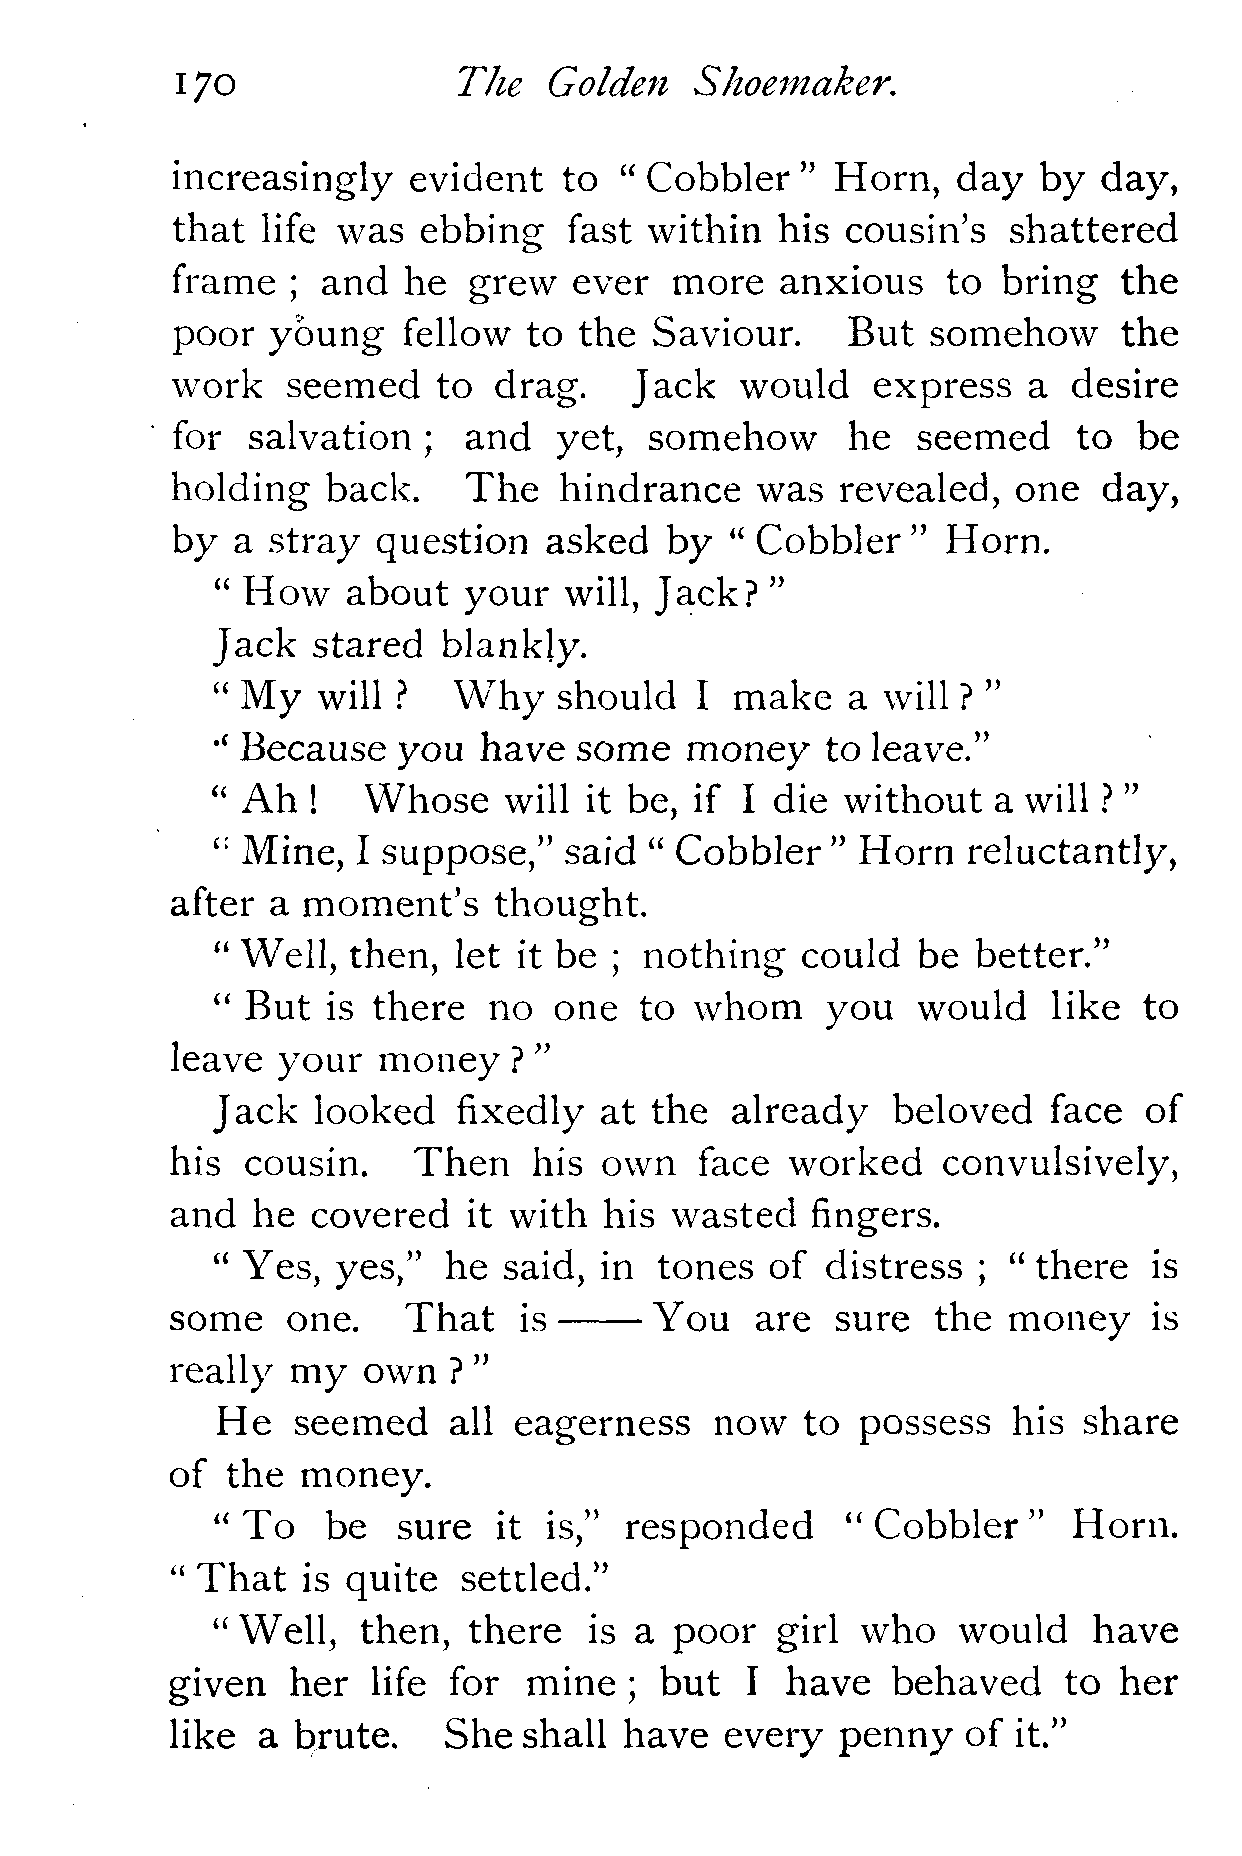 170 The Golden Shoemaker.
increasingly evident to “ Cobbler ” Horn, day by day,
that life was ebbing fast within his cousin’s shattered
frame ; and he grew ever more anxious to bring the
poor young fellow to the Saviour. But somehow the
work seemed to drag. Jack would express a desire
for salvation ; and yet, somehow he seemed to be
holding back. The hindrance was revealed, one day,
by a stray question asked by “ Cobbler ” Horn.
“ How about your will, Jack? ”
Jack stared blankly.
“ My will ? Why should I make a will ? ”
“ Because you have some money to leave.”
“ Ah ! Whose will it be, if I die without a will ? ”
“ Mine, I suppose,” said “ Cobbler ” Horn reluctantly,
after a moment’s thought.
“ Well, then, let it be ; nothing could be better.”
“ But is there no one to whom you would like to
leave your money ? ”
Jack looked fixedly at the already beloved face of
his cousin. Then his own face worked convulsively,
and he covered it with his wasted fingers.
“ Yes, yes,” he said, in tones of distress ; “ there is
some one. That is —— You are sure the money is
really my own ? ”
He seemed all eagerness now to possess his share
of the money.
“ To be sure it is,” responded “ Cobbler ” Horn.
“ That is quite settled.”
“ Well, then, there is a poor girl who would have
given her life for mine ; but I have behaved to her
like a brute. She shall have every penny of it.”